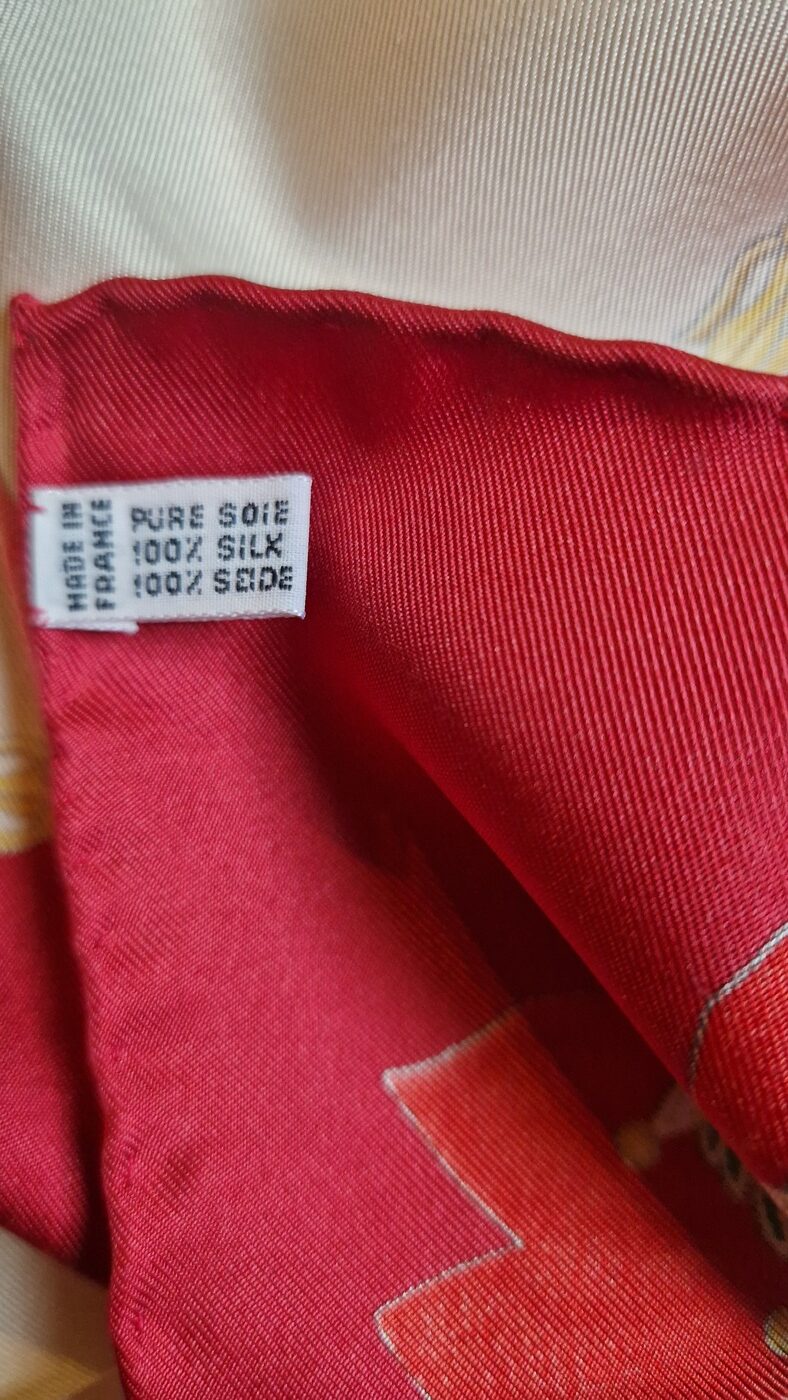 MADE IN
FRANCE
PURE SOIE
100% SILK
100% SEIDE